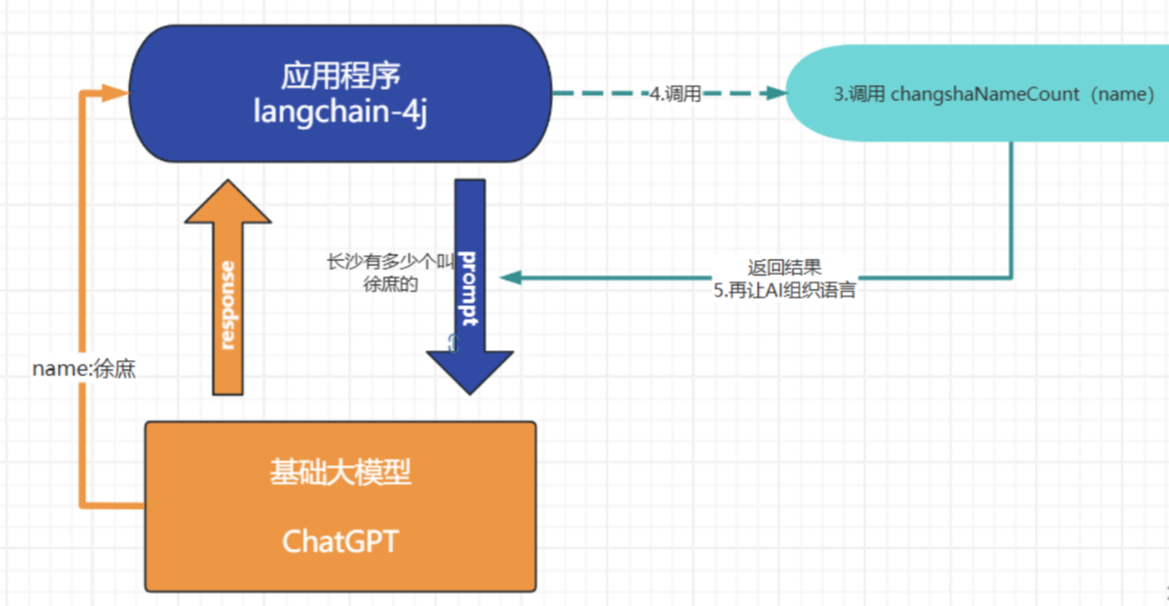 应用程序
langchain-4j
4.调用
3.调用 changshaNameCount（name）
response
长沙有多少个叫
徐庶的
prompt
返回结果
5.再让AI组织语言
name:徐庶
基础大模型
ChatGPT